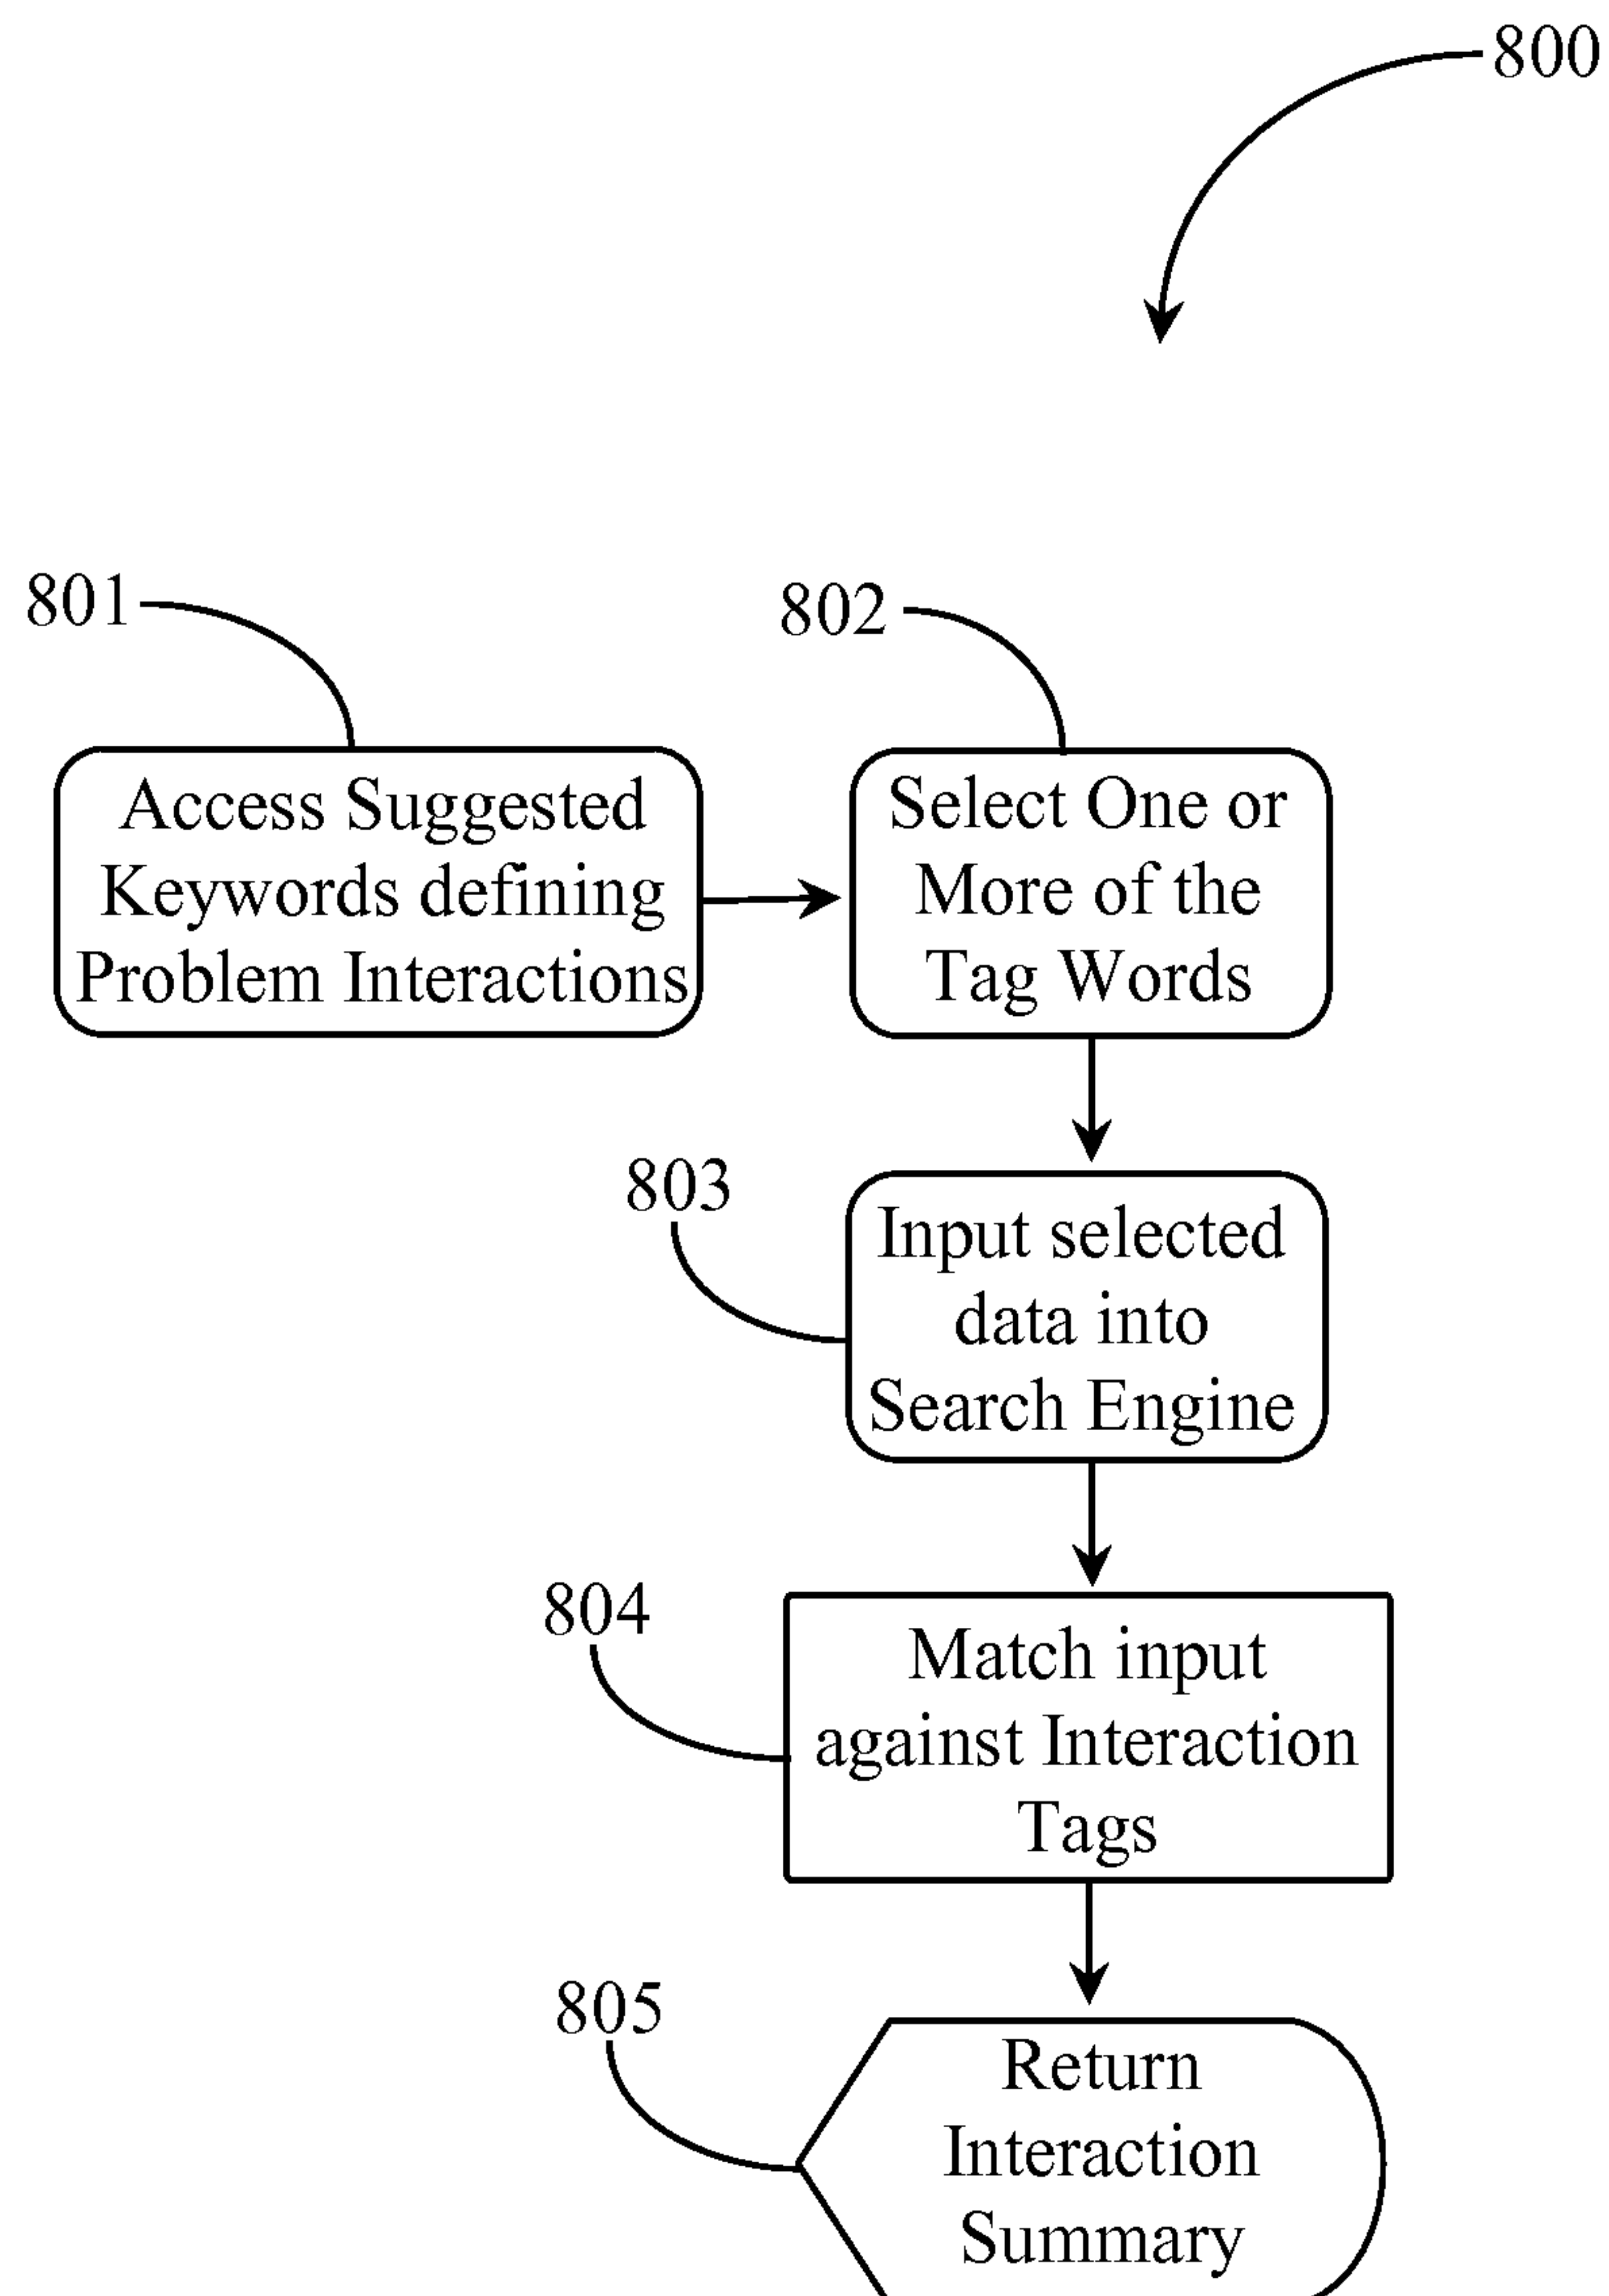 800
801
802
Access Suggested
Keywords defining
Problem Interactions
Select One or
More of the
Tag Words
803
Input selected
data into
Search Engine
804
Match input
against Interaction
Tags
805
Return
Interaction
Summary